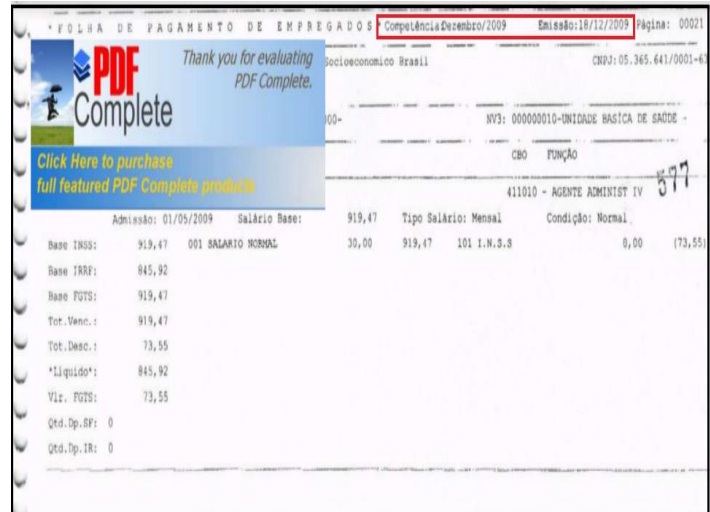 *FOLHA DE PAGAMENTO DE EMPREGADOS* Competência:Dezembro/2009 Emissão:18/12/2009 Página: 00021
Thank you for evaluating
PDF Complete.
PDF
Complete
Click Here to purchase
full featured PDF Complete products
Socioeconomico Brasil CNPJ:05.365.641/0001-63
000- NV3: 000000010-UNIDADE BASÍCA DE SAÚDE -
CBO FUNÇÃO
411010 - AGENTE ADMINIST IV 577
Admissão: 01/05/2009 Salário Base: 919,47 Tipo Salário: Mensal Condição: Normal
Base INSS: 919,47 001 SALARIO NORMAL 30,00 919,47 101 I.N.S.S 8,00 (73,55)
Base IRRF: 845,92
Base FGTS: 919,47
Tot.Venc.: 919,47
Tot.Desc.: 73,55
*Líquido*: 845,92
Vlr. FGTS: 73,55
Qtd.Dp.SF: 0
Qtd.Dp.IR: 0